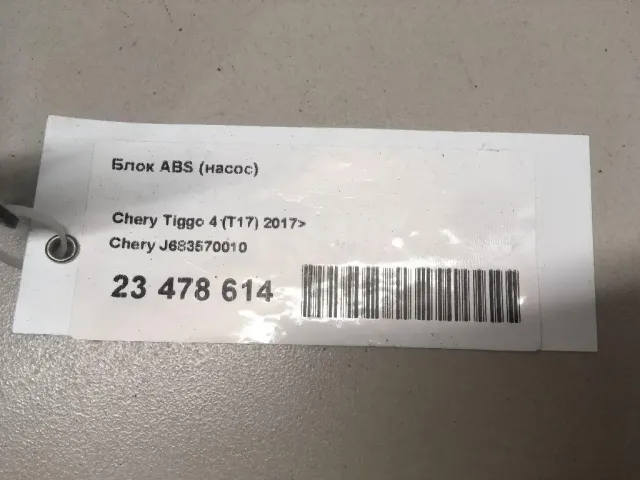 Блок ABS (насос)
Chery Tiggo 4 (T17) 2017>
Chery J683570010
23 478 614